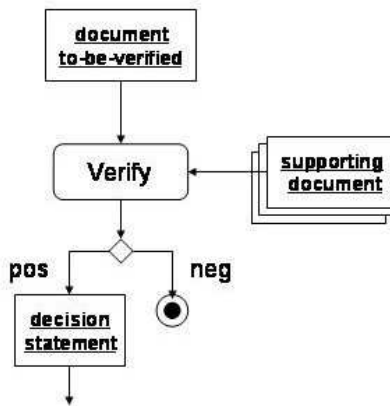 document
to-be-verified
Verify
supporting
document
pos
neg
decision
statement